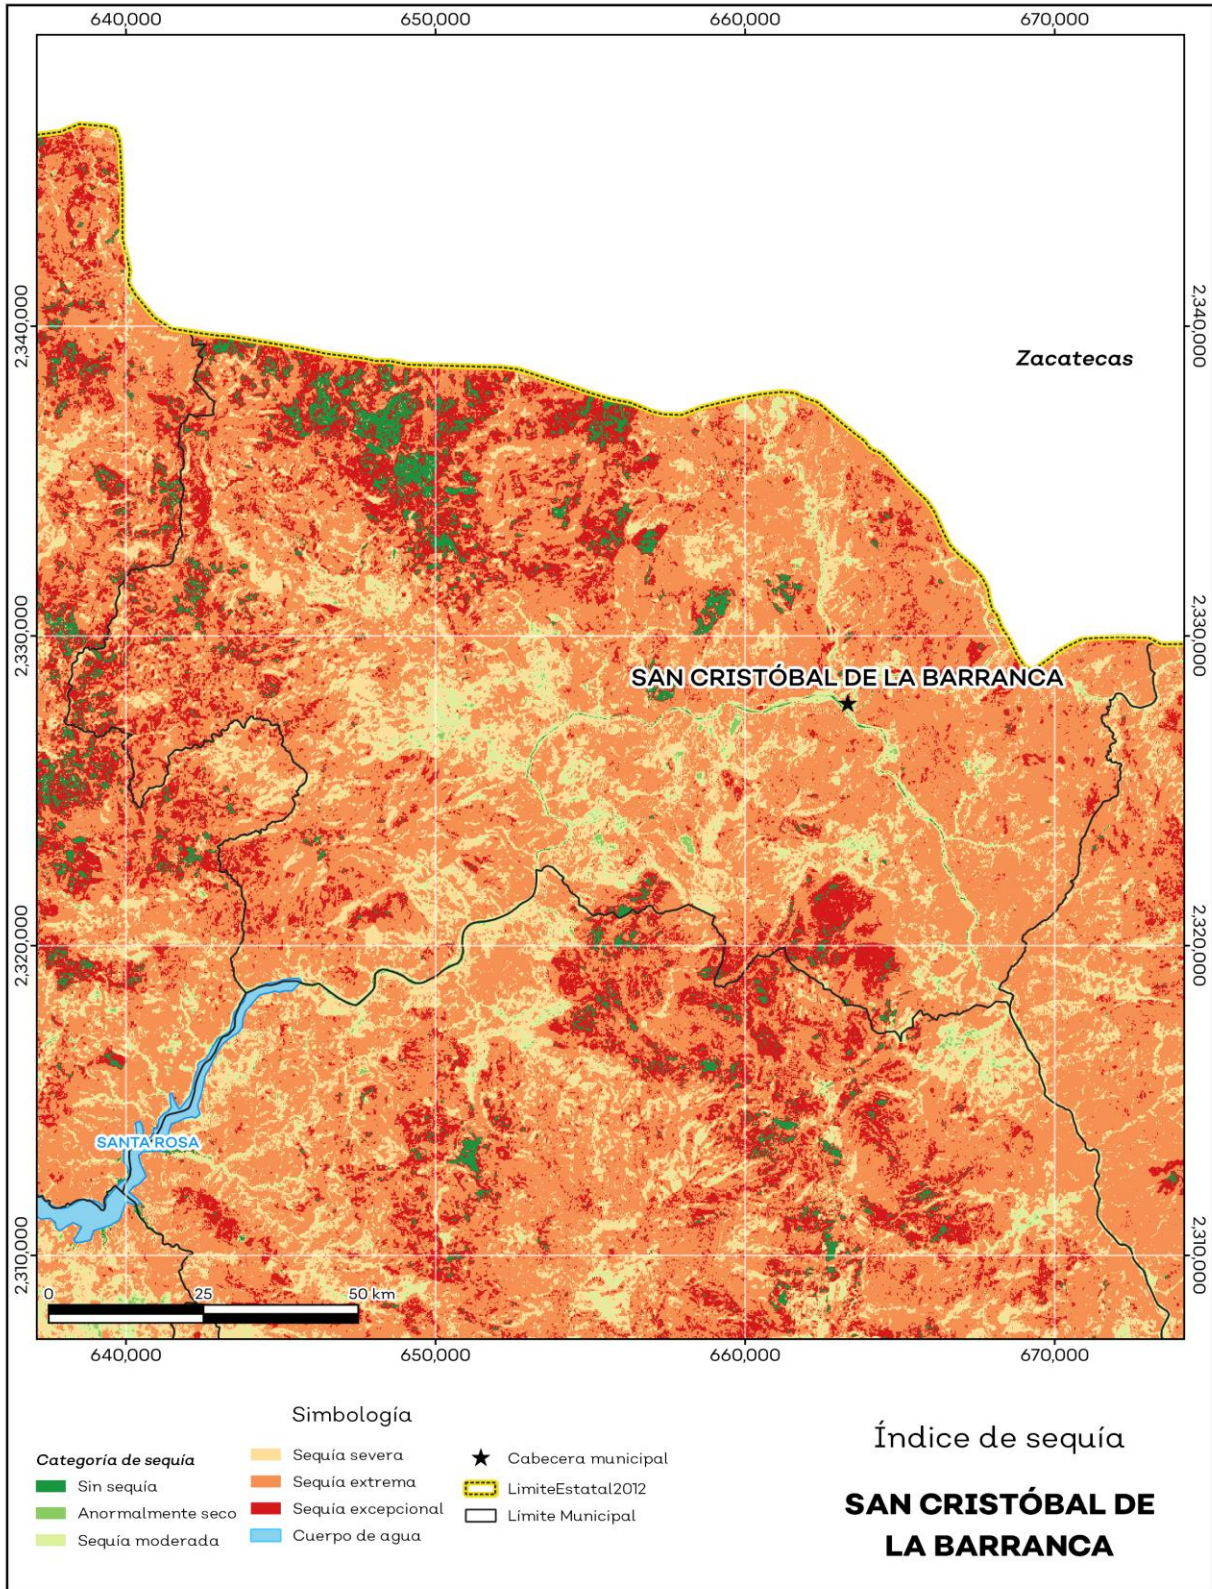 640,000 650,000 660,000 670,000
2,340,000 2,340,000
Zacatecas
2,330,000 2,330,000
SAN CRISTÓBAL DE LA BARRANCA
2,320,000 2,320,000
SANTA ROSA
2,310,000 2,310,000
0 25 50 km
640,000 650,000 660,000 670,000
Simbología
Categoría de sequía
Sin sequía
Anormalmente seco
Sequía moderada
Sequía severa
Sequía extrema
Sequía excepcional
Cuerpo de agua
Cabecera municipal
LimiteEstatal2012
Límite Municipal
Índice de sequía
SAN CRISTÓBAL DE
LA BARRANCA